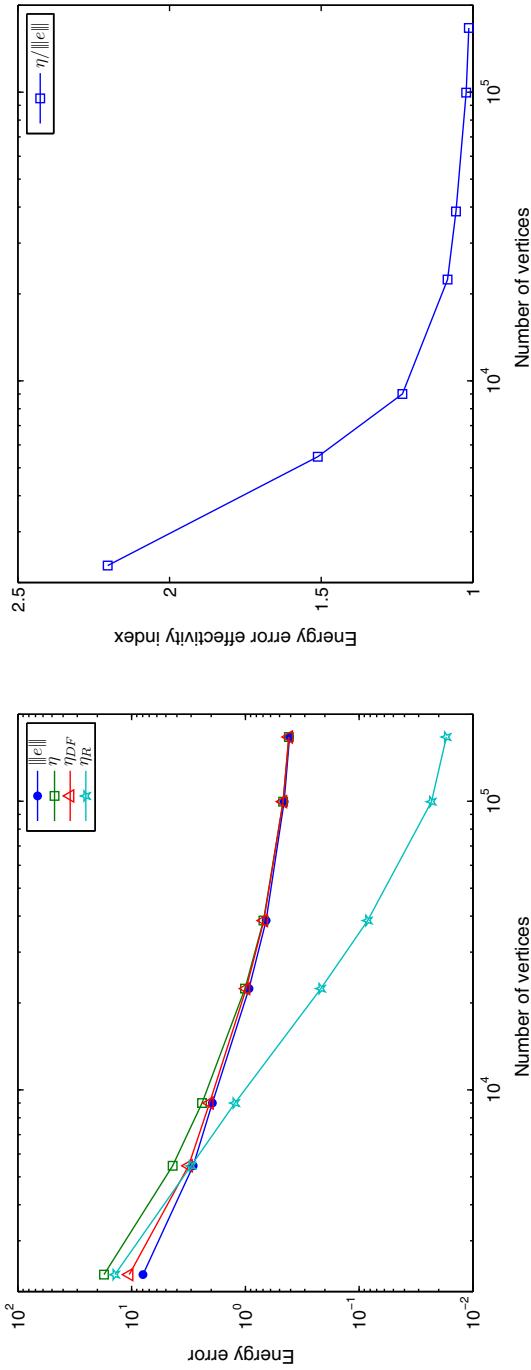 10^2
10^1
10^0
10^-1
10^-2
Energy error
10^4
10^5
Number of vertices
|||e|||
η
η_DF
η_R
2.5
2
1.5
1
Energy error effectivity index
10^4
10^5
Number of vertices
η/|||e|||